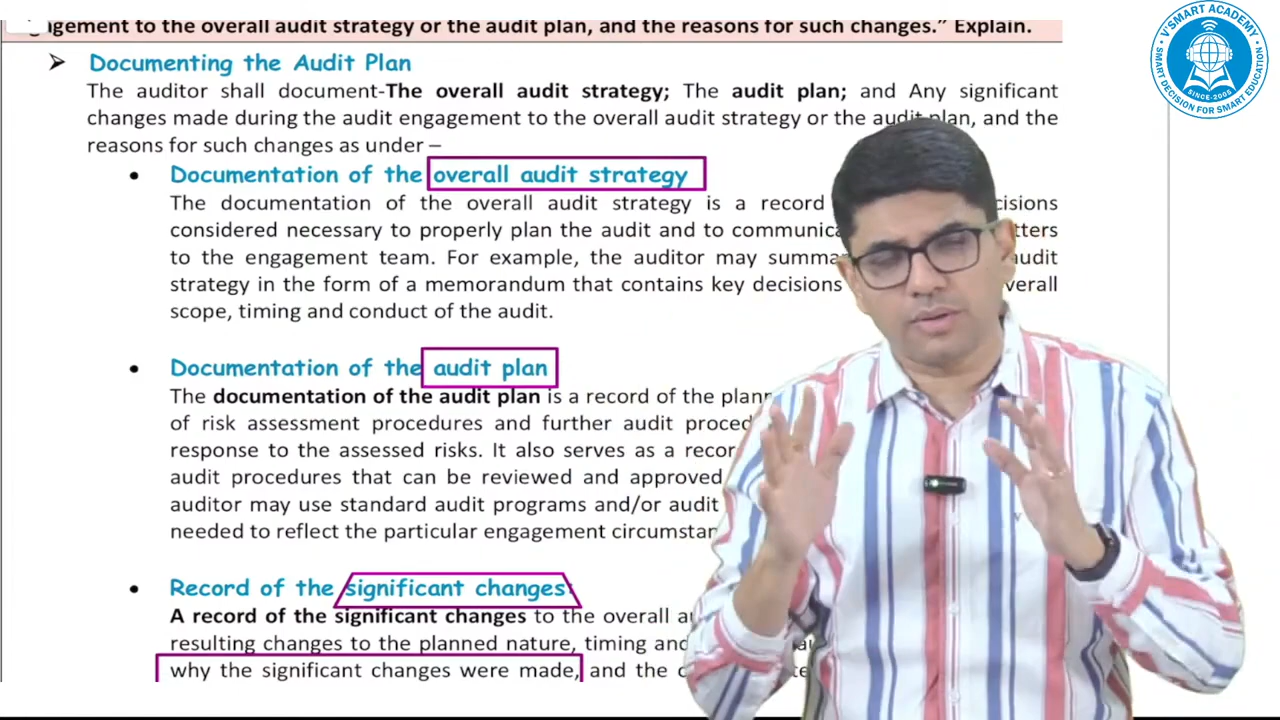 gement to the overall audit strategy or the audit plan, and the reasons for such changes.” Explain.
➢ Documenting the Audit Plan
The auditor shall document-The overall audit strategy; The audit plan; and Any significant
changes made during the audit engagement to the overall audit strategy or the audit plan, and the
reasons for such changes as under –
• Documentation of the overall audit strategy
The documentation of the overall audit strategy is a record
considered necessary to properly plan the audit and to
to the engagement team. For example, the auditor may audit
strategy in the form of a memorandum that contains key decisions
scope, timing and conduct of the audit.
• Documentation of the audit plan
The documentation of the audit plan is a record of the
of risk assessment procedures and further audit
response to the assessed risks. It also serves as a
audit procedures that can be reviewed and approved
auditor may use standard audit programs and/or audit
needed to reflect the particular engagement
• Record of the significant changes:
A record of the significant changes to the overall
resulting changes to the planned nature, timing and
why the significant changes were made, and the
V'SMART ACADEMY
SINCE-2005
SMART DECISION FOR SMART EDUCATION